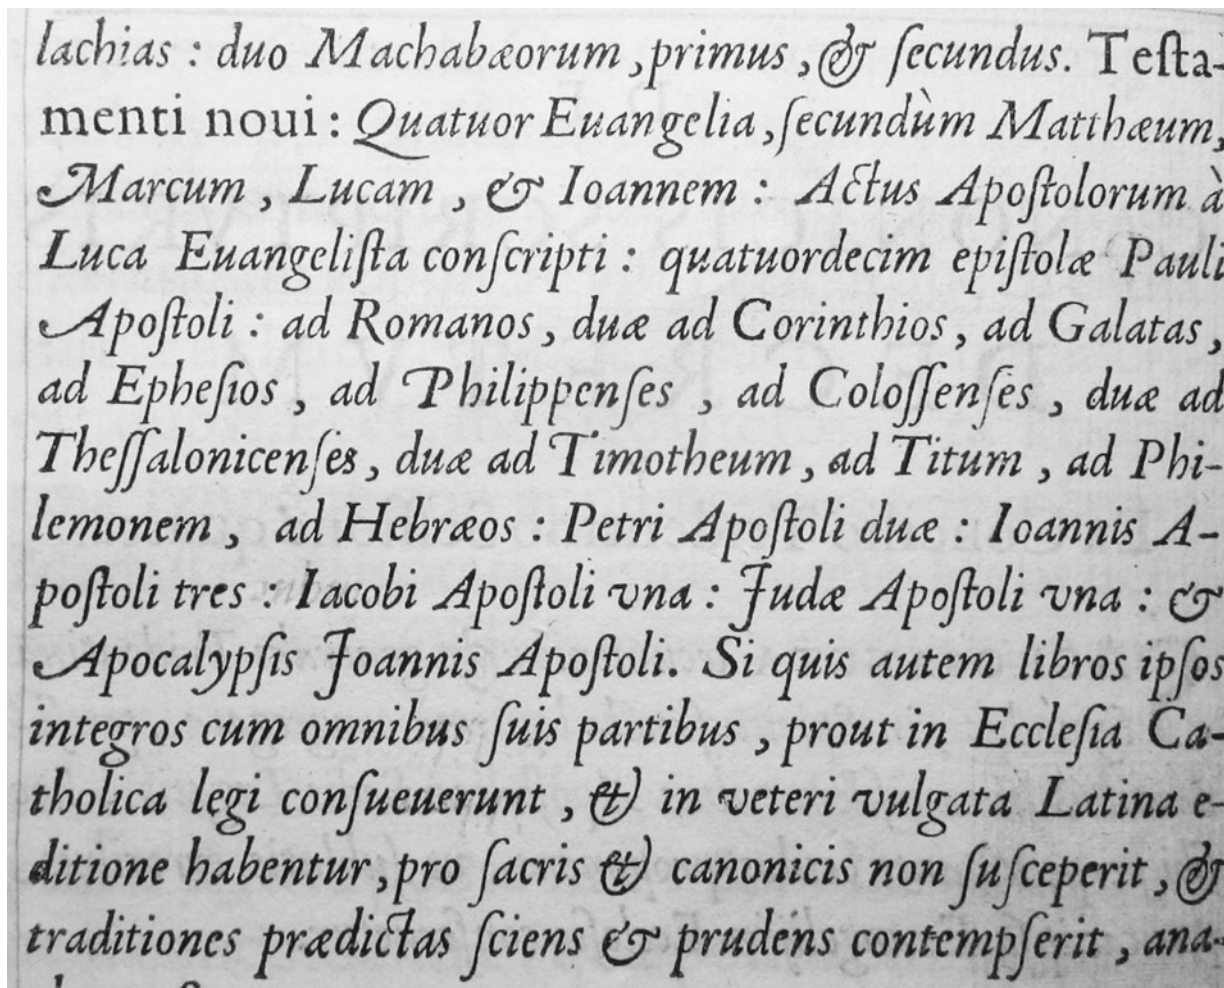 lachias : duo Machabæorum, primus, & ſecundus. Teſta-
menti noui : Quatuor Euangelia, ſecundùm Matthæum,
Marcum, Lucam, & Ioannem : Actus Apoſtolorum à
Luca Euangeliſta conſcripti : quatuordecim epiſtolæ Pauli
Apoſtoli : ad Romanos, duæ ad Corinthios, ad Galatas,
ad Epheſios, ad Philippenſes, ad Coloſſenſes, duæ ad
Theſſalonicenſes, duæ ad Timotheum, ad Titum, ad Phi-
lemonem, ad Hebræos : Petri Apoſtoli duæ : Ioannis A-
poſtoli tres : Iacobi Apoſtoli vna : Judæ Apoſtoli vna : &
Apocalypſis Joannis Apoſtoli. Si quis autem libros ipſos
integros cum omnibus ſuis partibus, prout in Eccleſia Ca-
tholica legi conſueuerunt, & in veteri vulgata Latina e-
ditione habentur, pro ſacris & canonicis non ſuſceperit, &
traditiones prædictas ſciens & prudens contempſerit, ana-